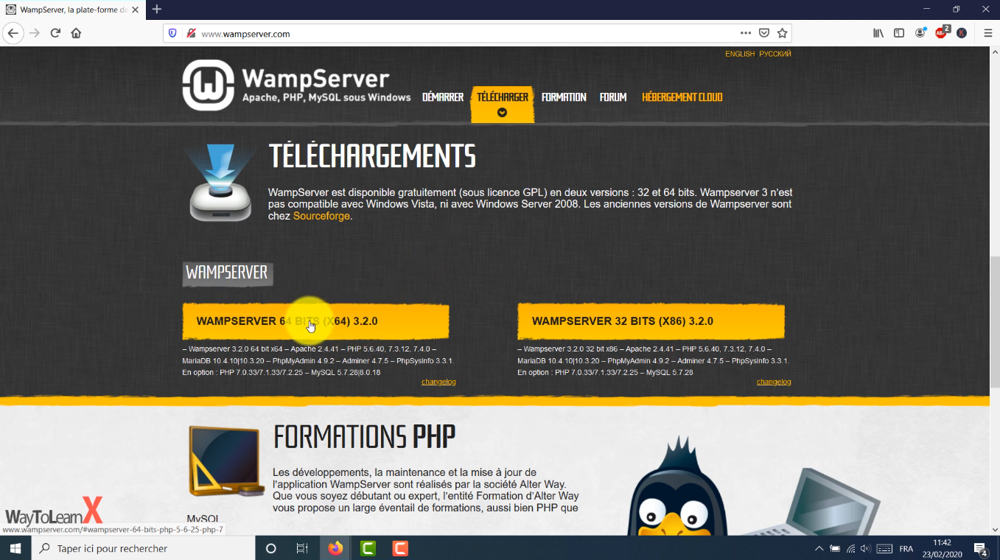 WampServer, la plate-forme de
www.wampserver.com
ABP
2
K
ENGLISH РУССКИЙ
WampServer
Apache, PHP, MySQL sous Windows
DÉMARRER
TÉLÉCHARGER
FORMATION
FORUM
HÉBERGEMENT CLOUD
TÉLÉCHARGEMENTS
WampServer est disponible gratuitement (sous licence GPL) en deux versions : 32 et 64 bits. Wampserver 3 n’est
pas compatible avec Windows Vista, ni avec Windows Server 2008. Les anciennes versions de Wampserver sont
chez Sourceforge.
WAMPSERVER
WAMPSERVER 64 BITS (X64) 3.2.0
– Wampserver 3.2.0 64 bit x64 – Apache 2.4.41 – PHP 5.6.40, 7.3.12, 7.4.0 –
MariaDB 10.4.10|10.3.20 – PhpMyAdmin 4.9.2 – Adminer 4.7.5 – PhpSysInfo 3.3.1.
En option : PHP 7.0.33/7.1.33/7.2.25 – MySQL 5.7.28|8.0.18
changelog
WAMPSERVER 32 BITS (X86) 3.2.0
– Wampserver 3.2.0 32 bit x86 – Apache 2.4.41 – PHP 5.6.40, 7.3.12, 7.4.0 –
MariaDB 10.4.10|10.3.20 – PhpMyAdmin 4.9.2 – Adminer 4.7.5 – PhpSysInfo 3.3.1.
En option : PHP 7.0.33/7.1.33/7.2.25 – MySQL 5.7.28
changelog
FORMATIONS PHP
Les développements, la maintenance et la mise à jour de
l’application WampServer sont réalisés par la société Alter Way.
Que vous soyez débutant ou expert, l’entité Formation d’Alter Way
vous propose un large éventail de formations, aussi bien PHP que
MySQL
WayToLearnX
www.wampserver.com/#wampserver-64-bits-php-5-6-25-php-7
Taper ici pour rechercher
C
C
FRA
11:42
23/02/2020
4